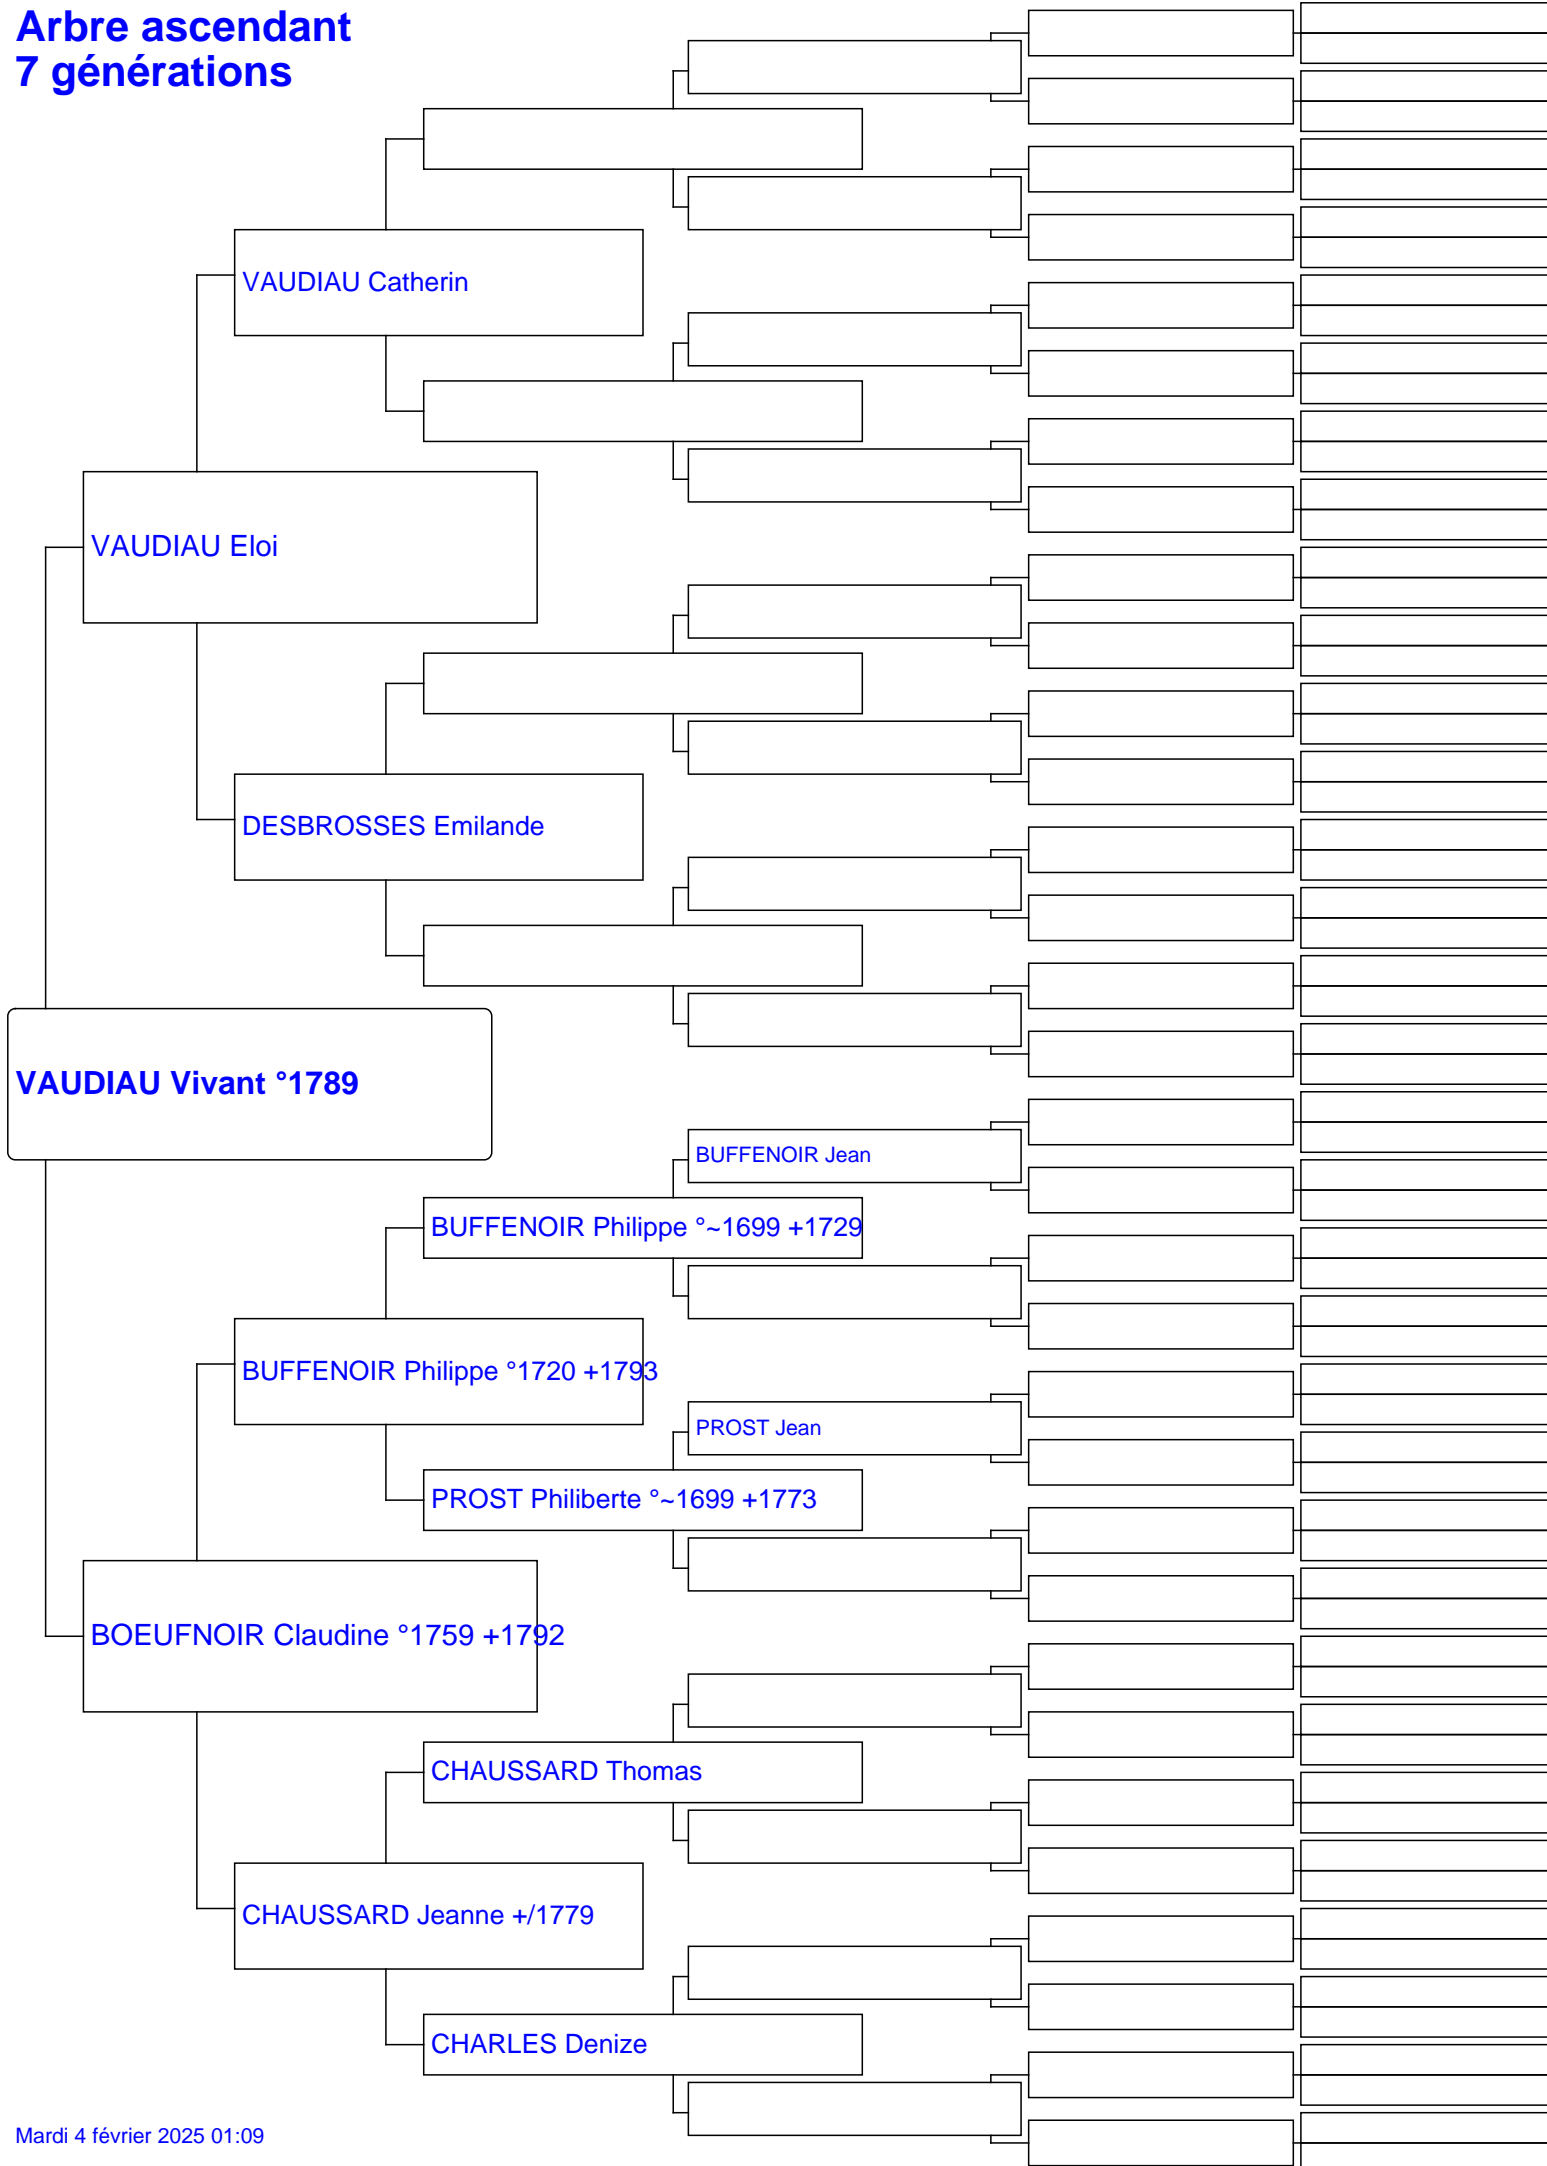 Arbre ascendant
7 générations
VAUDIAU Catherin
VAUDIAU Eloi
DESBROSSES Emilande
VAUDIAU Vivant °1789
BUFFENOIR Jean
BUFFENOIR Philippe °~1699 +1729
BUFFENOIR Philippe °1720 +1793
PROST Jean
PROST Philiberte °~1699 +1773
BOEUFNOIR Claudine °1759 +1792
CHAUSSARD Thomas
CHAUSSARD Jeanne +/1779
CHARLES Denize
Mardi 4 février 2025 01:09